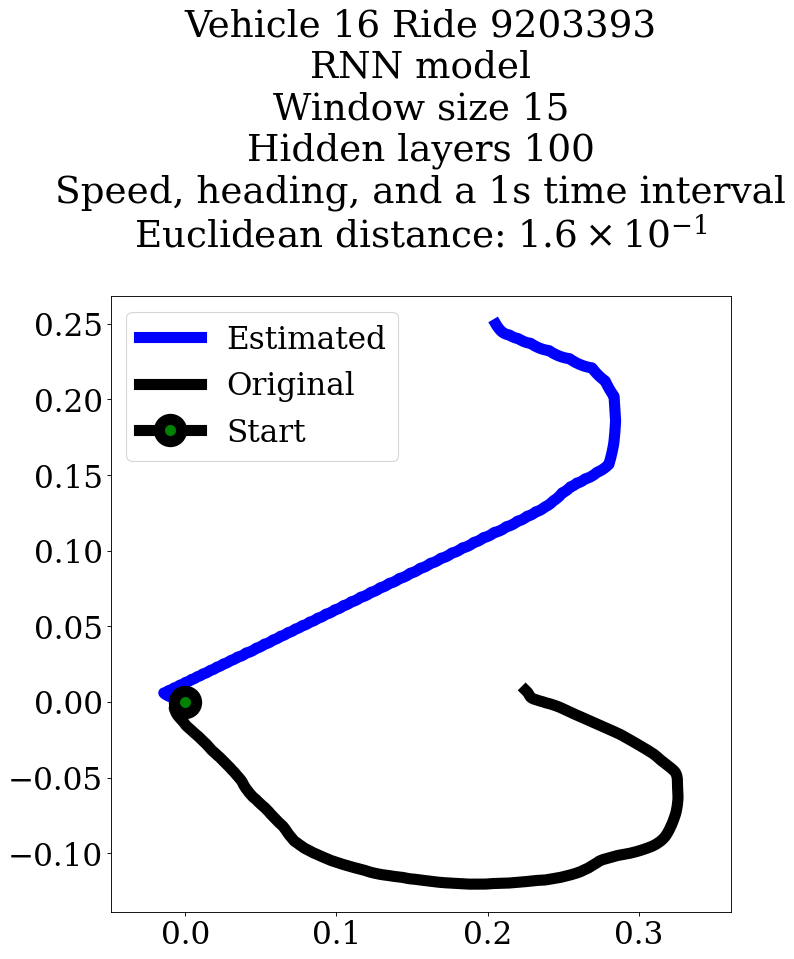 Vehicle 16 Ride 9203393
RNN model
Window size 15
Hidden layers 100
Speed, heading, and a 1s time interval
Euclidean distance: 1.6 × 10⁻¹
Estimated
Original
Start
0.25
0.20
0.15
0.10
0.05
0.00
−0.05
−0.10
0.0 0.1 0.2 0.3